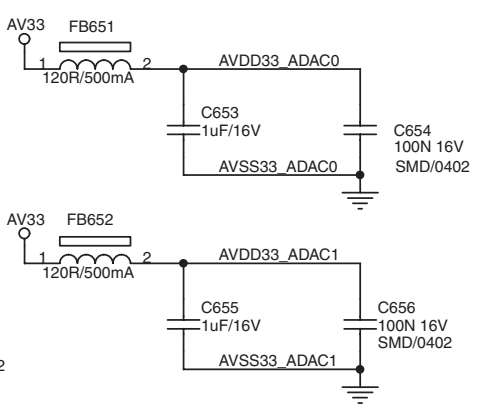 AV33 FB651
1 2 AVDD33_ADAC0
120R/500mA
C653
1uF/16V
C654
100N 16V
SMD/0402
AVSS33_ADAC0
AV33 FB652
1 2 AVDD33_ADAC1
120R/500mA
C655
1uF/16V
C656
100N 16V
SMD/0402
AVSS33_ADAC1
2